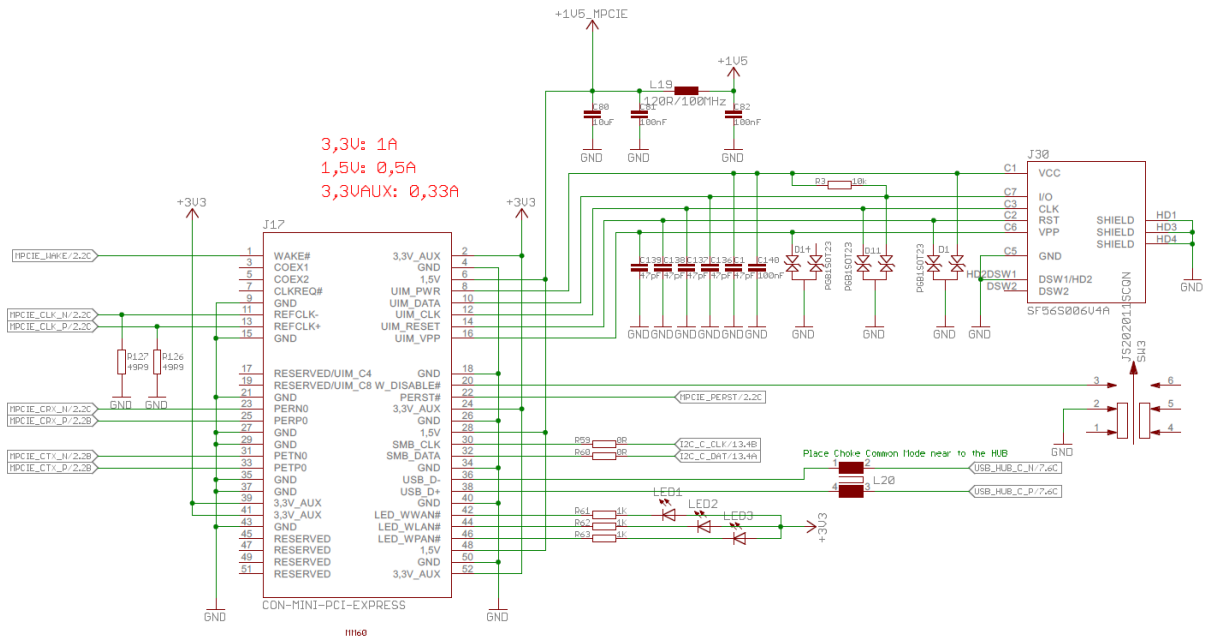 +1V5_MPCIE
+1V5
L19
120R/100MHz
C80
10uF
C81
100nF
C82
100nF
GND
GND
GND
3,3V: 1A
1,5V: 0,5A
3,3VAUX: 0,33A
+3V3
+3V3
J17
J30
C1 VCC
R3 10k
C7 I/O
C3 CLK
C2 RST SHIELD HD1
C6 VPP SHIELD HD3
SHIELD HD4
C5 GND
HD2DSW1 DSW1/HD2
DSW2 DSW2
SF56S006V4A
GND
GND
C139 C138 C137 C136 C1 C140
47pF 47pF 47pF 47pF 47pF 100nF
GND GND GND GND GND GND
D14
PGB1SOT23
GND
D11
PGB1SOT23
GND
D1
PGB1SOT23
GND
MPCIE_WAKE/2.2C
1 WAKE# 3,3V_AUX 2
3 COEX1 GND 4
5 COEX2 1,5V 6
7 CLKREQ# UIM_PWR 8
9 GND UIM_DATA 10
MPCIE_CLK_N/2.2C
11 REFCLK- UIM_CLK 12
MPCIE_CLK_P/2.2C
13 REFCLK+ UIM_RESET 14
15 GND UIM_VPP 16
R127
49R9
R126
49R9
GND GND
17 RESERVED/UIM_C4 GND 18
19 RESERVED/UIM_C8 W_DISABLE# 20
21 GND PERST# 22
MPCIE_PERST/2.2C
MPCIE_CRX_N/2.2C
23 PERN0 3,3V_AUX 24
MPCIE_CRX_P/2.2B
25 PERP0 GND 26
27 GND 1,5V 28
29 GND SMB_CLK 30
R59 0R
I2C_C_CLK/13.4B
MPCIE_CTX_N/2.2B
31 PETN0 SMB_DATA 32
R60 0R
I2C_C_DAT/13.4A
MPCIE_CTX_P/2.2B
33 PETP0 GND 34
35 GND USB_D- 36
37 GND USB_D+ 38
39 3,3V_AUX GND 40
41 3,3V_AUX LED_WWAN# 42
43 GND LED_WLAN# 44
45 RESERVED LED_WPAN# 46
47 RESERVED 1,5V 48
49 RESERVED GND 50
51 RESERVED 3,3V_AUX 52
R61 1K
R62 1K
R63 1K
LED1
LED2
LED3
+3V3
JS202011SCQN
SW3
3 6
2 5
1 4
GND
Place Choke Common Mode near to the HUB
1 2
USB_HUB_C_N/7.6C
L20
4 3
USB_HUB_C_P/7.6C
GND
CON-MINI-PCI-EXPRESS
GND
MM60